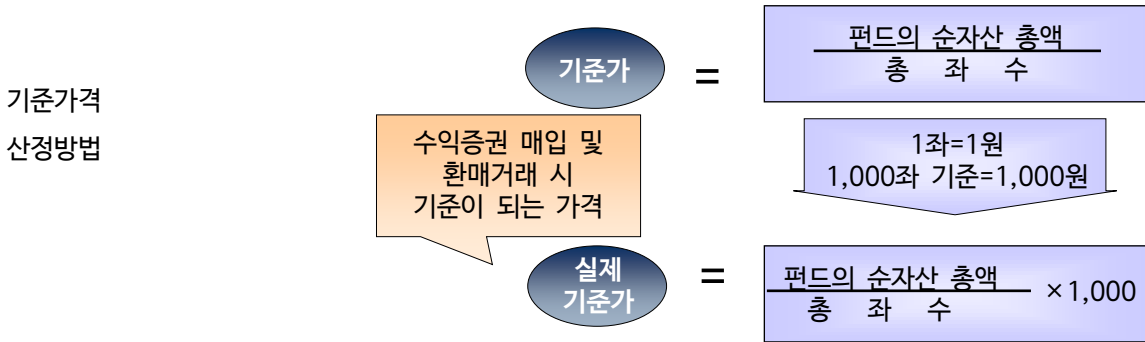 기준가격
산정방법
기준가
=
펀드의 순자산 총액
총 좌 수
수익증권 매입 및
환매거래 시
기준이 되는 가격
1좌=1원
1,000좌 기준=1,000원
실제
기준가
=
펀드의 순자산 총액
총 좌 수
×1,000